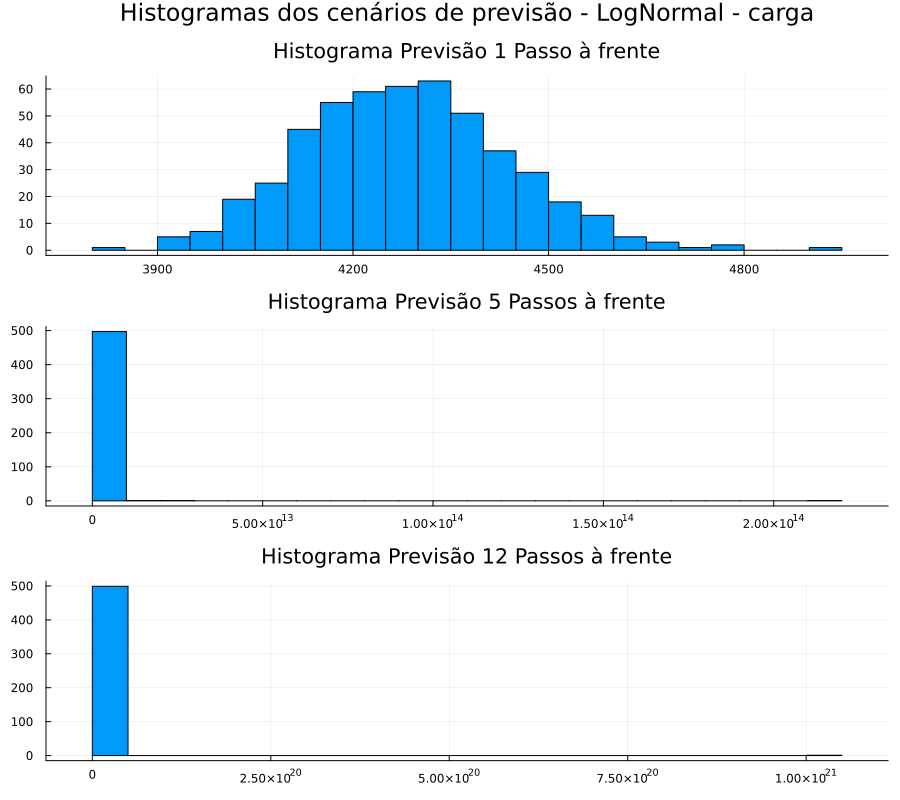 Histogramas dos cenários de previsão - LogNormal - carga
Histograma Previsão 1 Passo à frente
60
50
40
30
20
10
0
3900 4200 4500 4800
Histograma Previsão 5 Passos à frente
500
400
300
200
100
0
0 5.00×10¹³ 1.00×10¹⁴ 1.50×10¹⁴ 2.00×10¹⁴
Histograma Previsão 12 Passos à frente
500
400
300
200
100
0
0 2.50×10²⁰ 5.00×10²⁰ 7.50×10²⁰ 1.00×10²¹